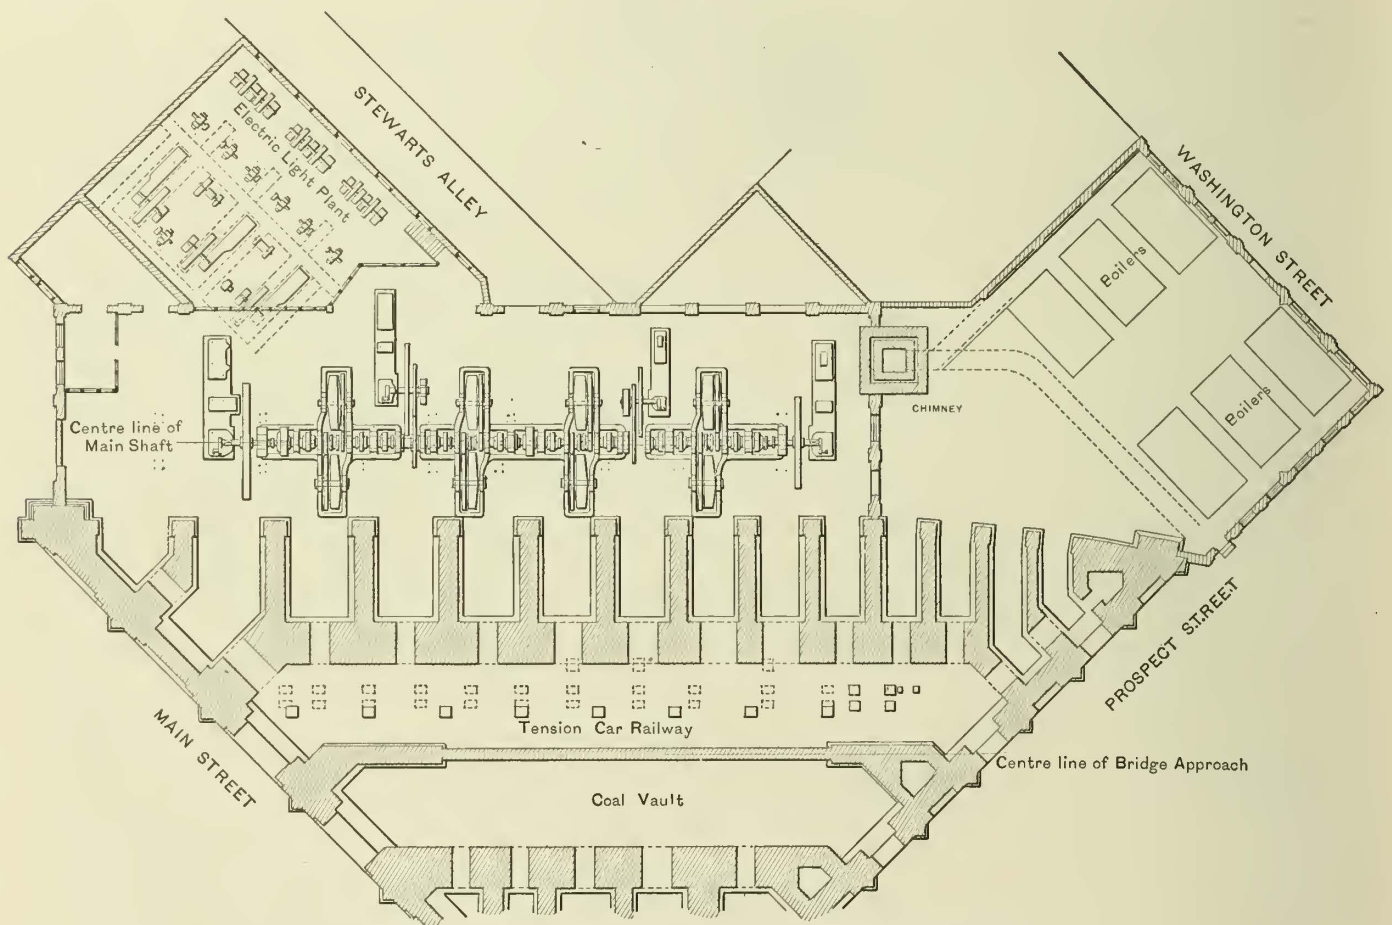 STEWARTS ALLEY
WASHINGTON STREET
Electric Light Plant
Boilers
Boilers
CHIMNEY
Centre line of
Main Shaft
PROSPECT STREET
MAIN STREET
Tension Car Railway
Centre line of Bridge Approach
Coal Vault